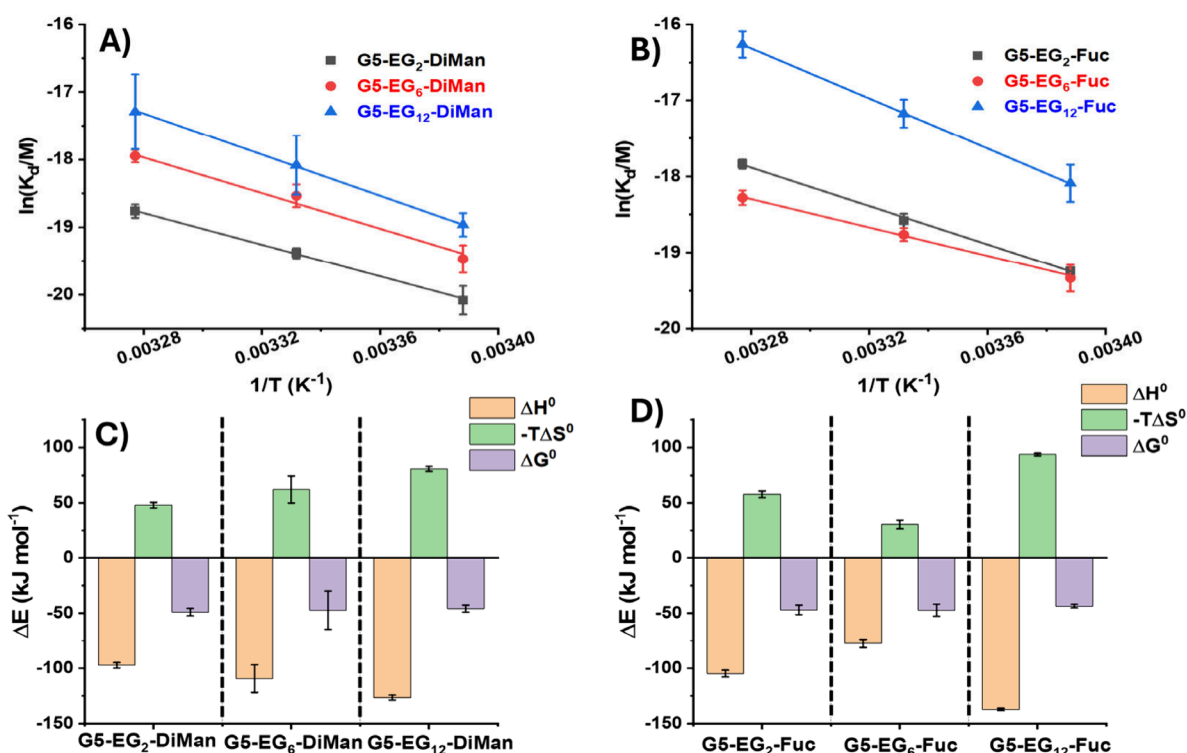 A)
G5-EG₂-DiMan
G5-EG₆-DiMan
G5-EG₁₂-DiMan
-16
-17
-18
-19
-20
ln(K_d/M)
0.00328
0.00332
0.00336
0.00340
1/T (K⁻¹)
B)
G5-EG₂-Fuc
G5-EG₆-Fuc
G5-EG₁₂-Fuc
-16
-17
-18
-19
-20
ln(K_d/M)
0.00328
0.00332
0.00336
0.00340
1/T (K⁻¹)
C)
ΔH⁰
-TΔS⁰
ΔG⁰
100
50
0
-50
-100
-150
ΔE (kJ mol⁻¹)
G5-EG₂-DiMan
G5-EG₆-DiMan
G5-EG₁₂-DiMan
D)
ΔH⁰
-TΔS⁰
ΔG⁰
100
50
0
-50
-100
-150
ΔE (kJ mol⁻¹)
G5-EG₂-Fuc
G5-EG₆-Fuc
G5-EG₁₂-Fuc